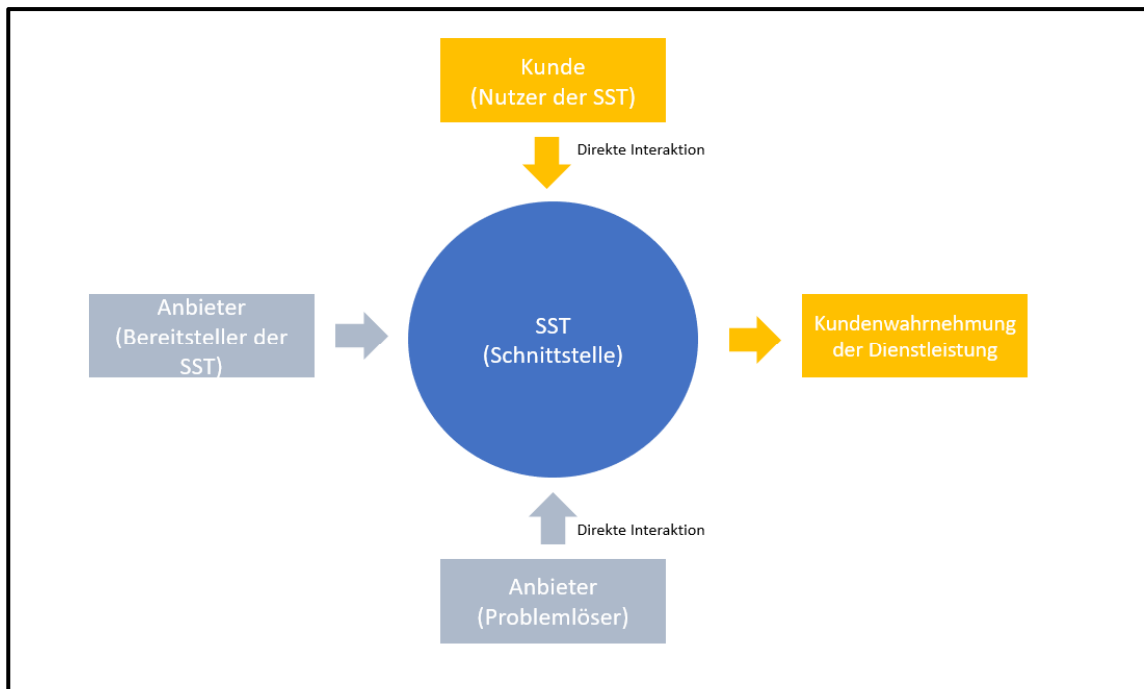 Kunde
(Nutzer der SST)
Direkte Interaktion
Anbieter
(Bereitsteller der
SST)
SST
(Schnittstelle)
Kundenwahrnehmung
der Dienstleistung
Direkte Interaktion
Anbieter
(Problemlöser)